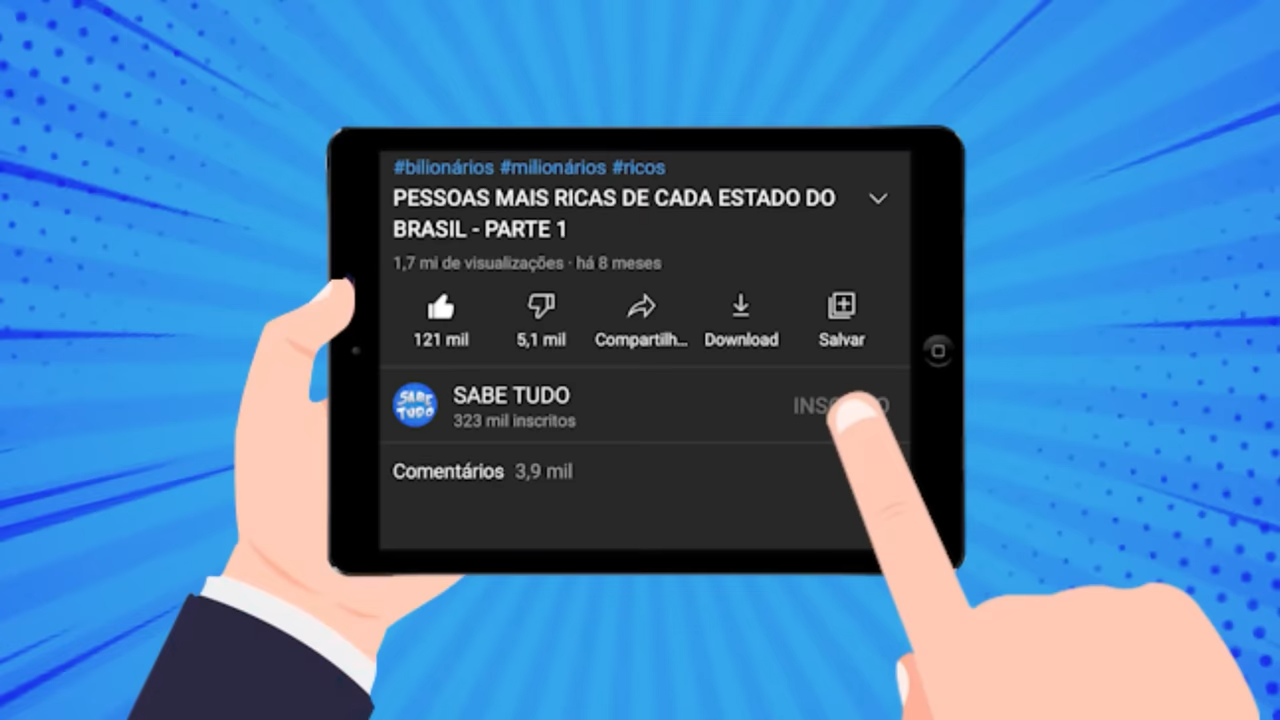 #bilionários #milionários #ricos
PESSOAS MAIS RICAS DE CADA ESTADO DO
BRASIL - PARTE 1
1,7 mi de visualizações · há 8 meses
121 mil 5,1 mil Compartilh... Download Salvar
SABE TUDO
SABE TUDO
323 mil inscritos
Comentários 3,9 mil